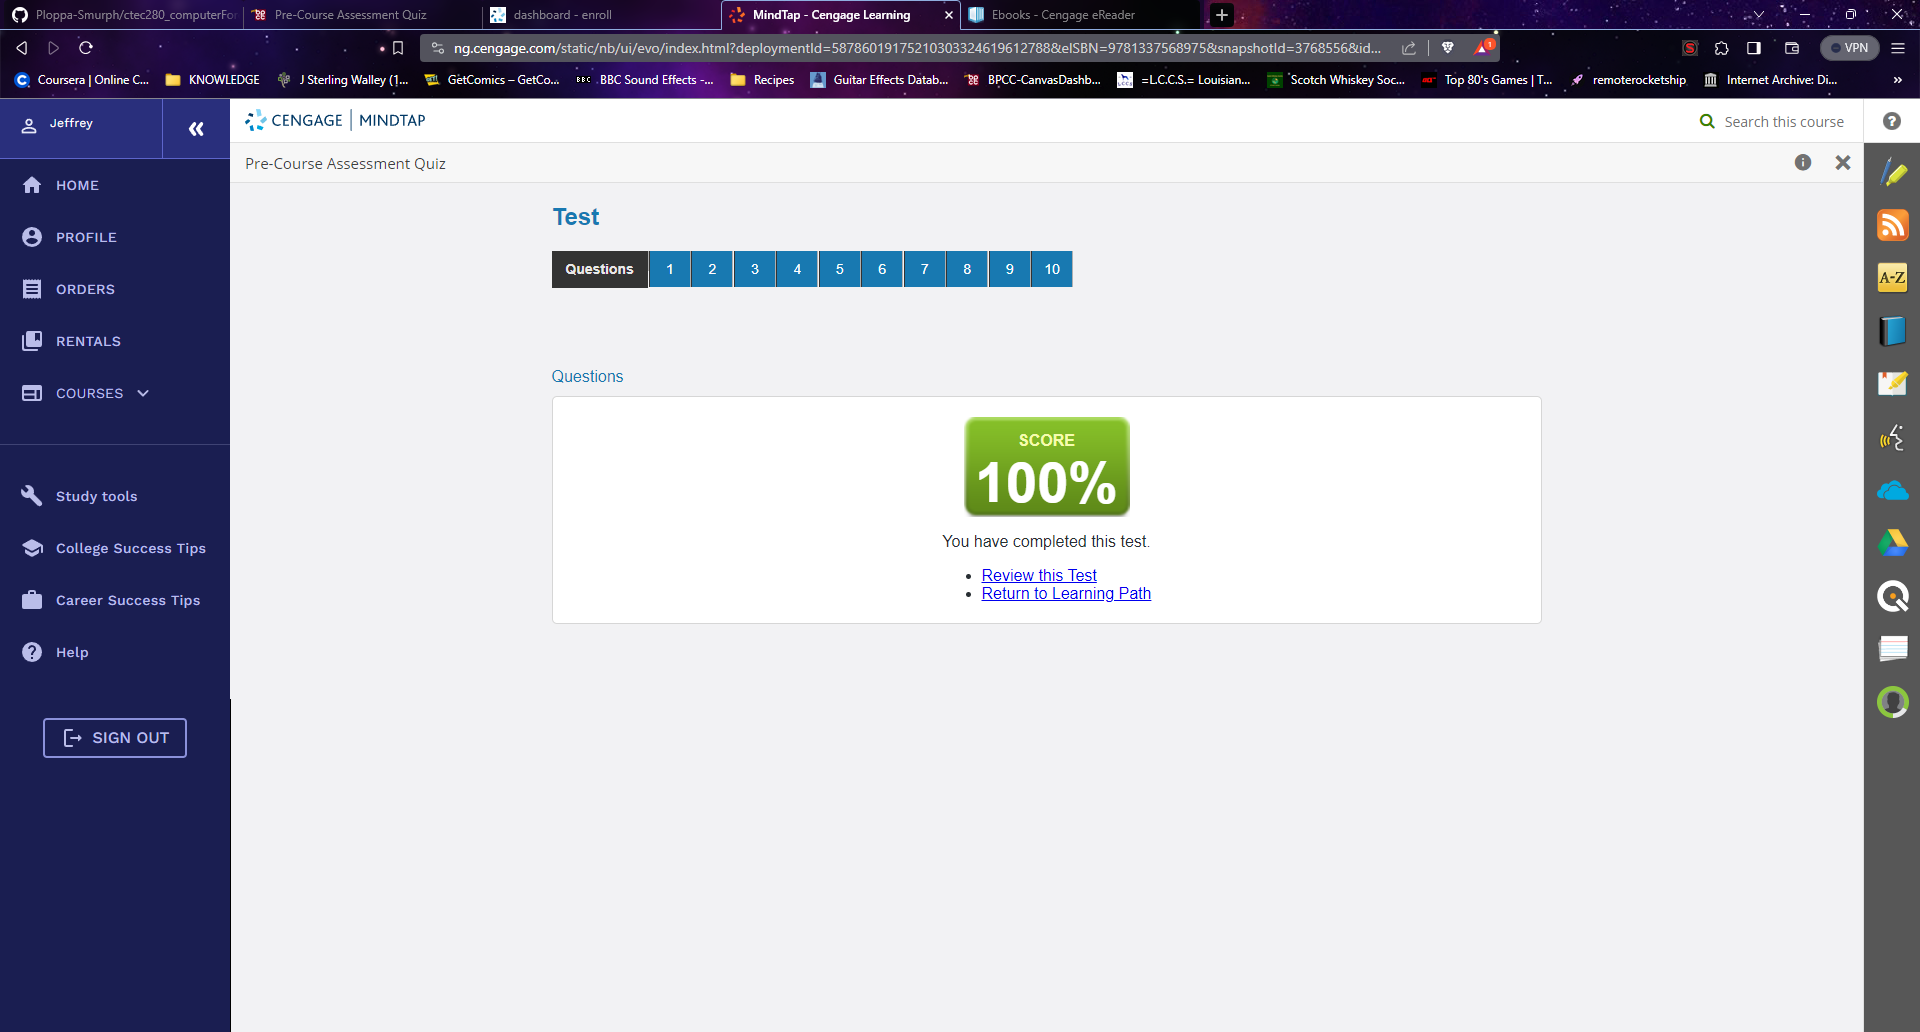 Ploppa-Smurph/ctec280_computerFor
Pre-Course Assessment Quiz
dashboard - enroll
MindTap - Cengage Learning
Ebooks - Cengage eReader
ng.cengage.com/static/nb/ui/evo/index.html?deploymentId=58786019175210303324619612788&eISBN=9781337568975&snapshotId=3768556&id...
1
VPN
Coursera | Online C...
KNOWLEDGE
J Sterling Walley (1...
GetComics – GetCo...
BBC
BBC Sound Effects -...
Recipes
Guitar Effects Datab...
BPCC-CanvasDashb...
=L.C.C.S.= Louisian...
Scotch Whiskey Soc...
Top 80's Games | T...
remoterocketship
Internet Archive: Di...
»
Jeffrey
CENGAGE | MINDTAP
Search this course
Pre-Course Assessment Quiz
HOME
PROFILE
ORDERS
RENTALS
COURSES
Study tools
College Success Tips
Career Success Tips
Help
SIGN OUT
Test
Questions 1 2 3 4 5 6 7 8 9 10
Questions
SCORE
100%
You have completed this test.
• Review this Test
• Return to Learning Path
A-Z